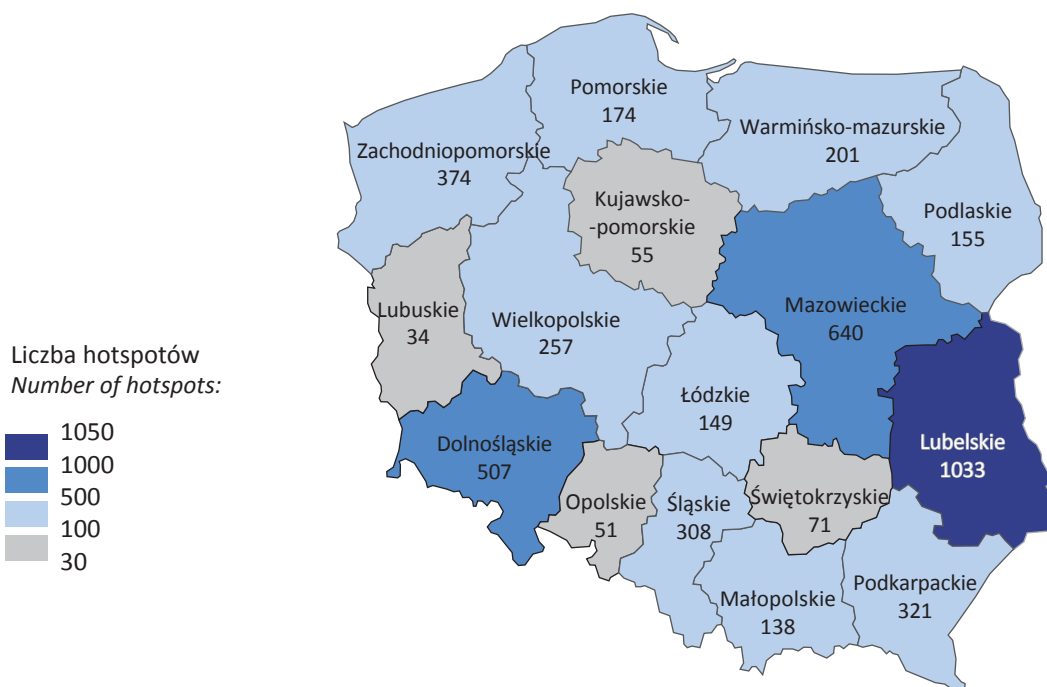 Pomorskie
174
Warmińsko-mazurskie
201
Zachodniopomorskie
374
Kujawsko-
-pomorskie
55
Podlaskie
155
Lubuskie
34
Wielkopolskie
257
Mazowieckie
640
Łódzkie
149
Dolnośląskie
507
Lubelskie
1033
Opolskie
51
Śląskie
308
Świętokrzyskie
71
Małopolskie
138
Podkarpackie
321
Liczba hotspotów
Number of hotspots:
1050
1000
500
100
30